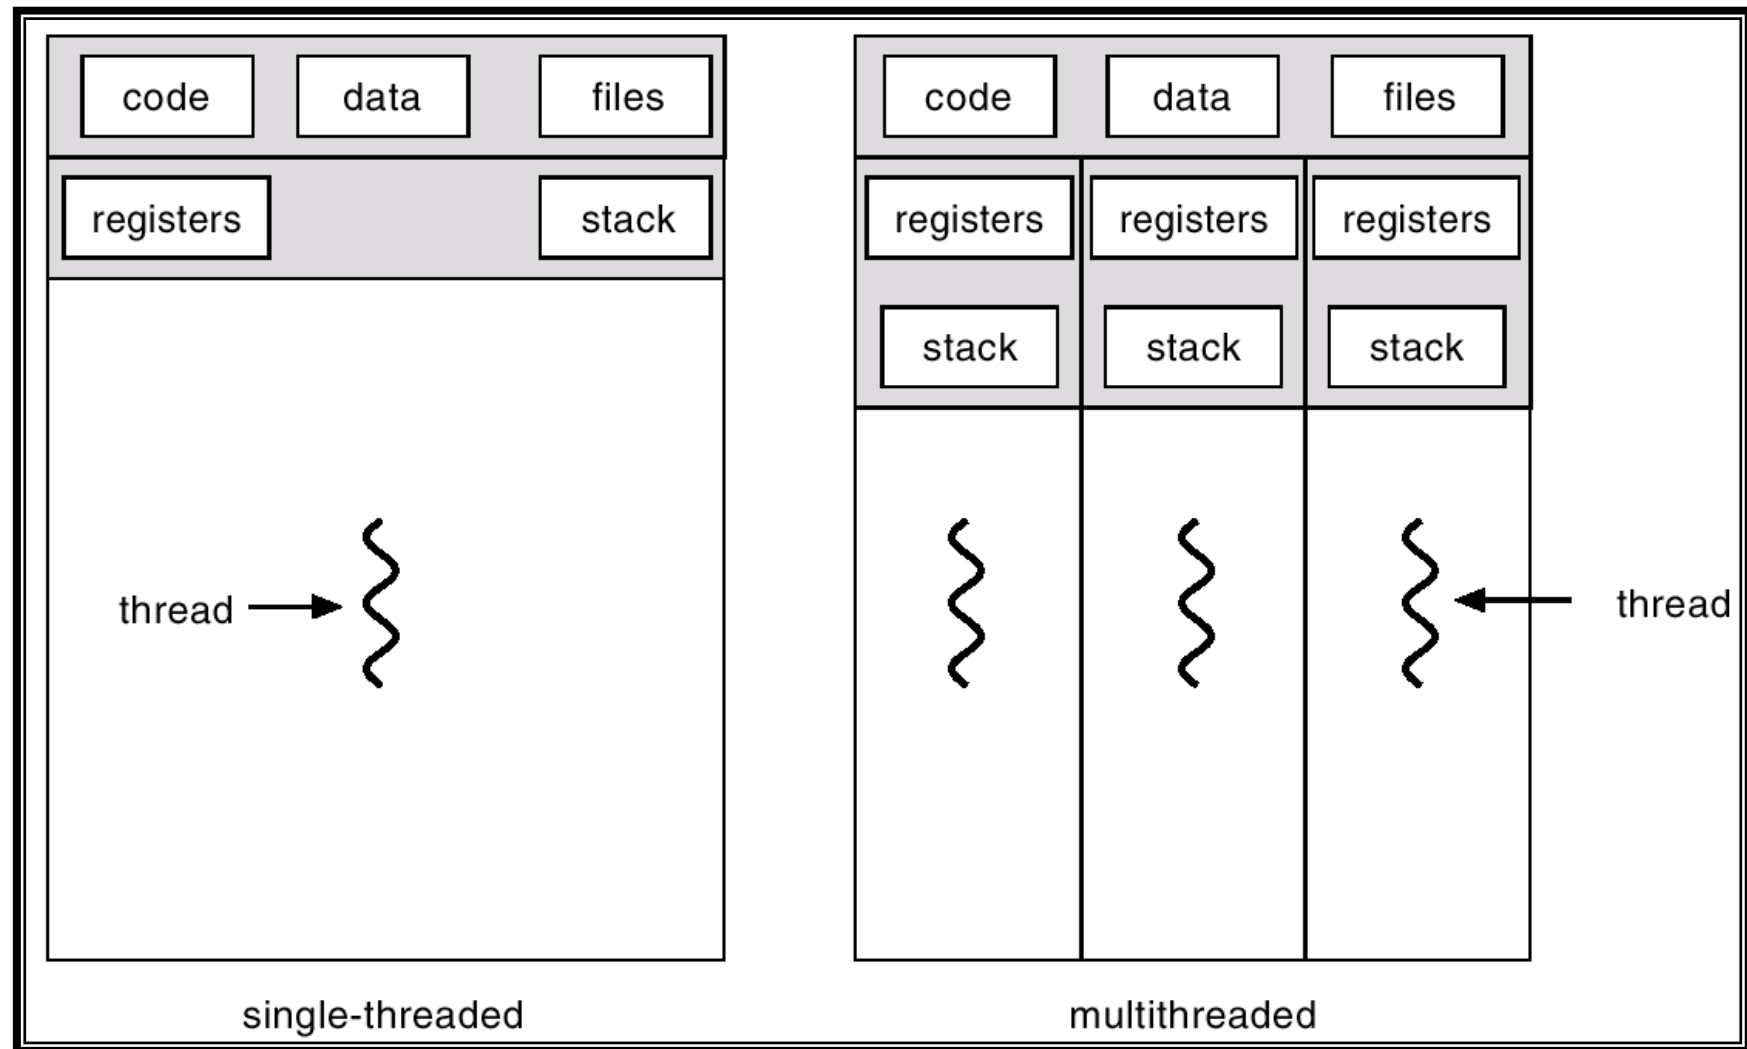 code data files
registers stack
thread
single-threaded
code data files
registers registers registers
stack stack stack
thread
multithreaded